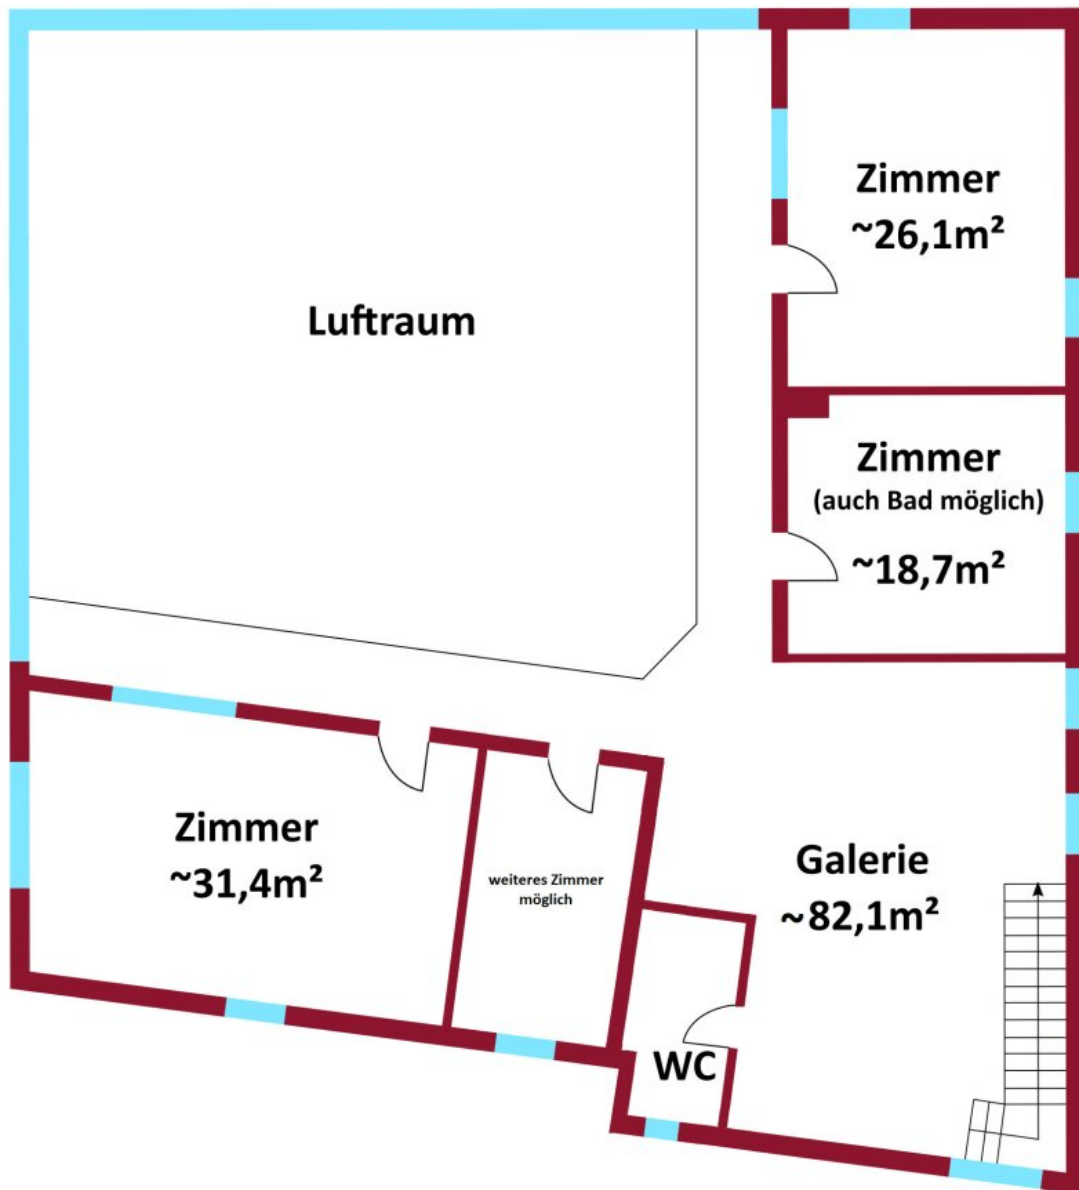 Zimmer
~26,1m²
Luftraum
Zimmer
(auch Bad möglich)
~18,7m²
Zimmer
~31,4m²
weiteres Zimmer
möglich
Galerie
~82,1m²
WC